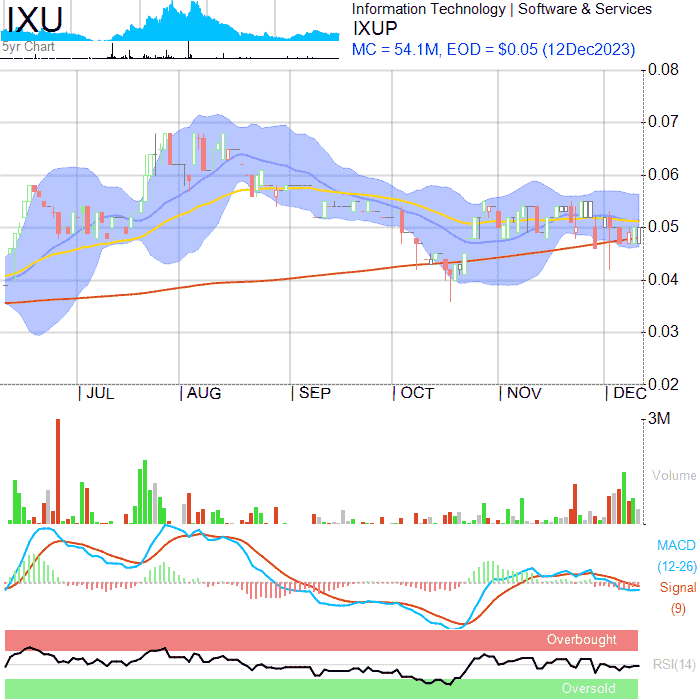 IXU
5yr Chart
Information Technology | Software & Services
IXUP
MC = 54.1M, EOD = $0.05 (12Dec2023)
0.08
0.07
0.06
0.05
0.04
0.03
0.02
| JUL | AUG | SEP | OCT | NOV | DEC
3M
Volume
MACD
(12-26)
Signal
(9)
Overbought
RSI(14)
Oversold